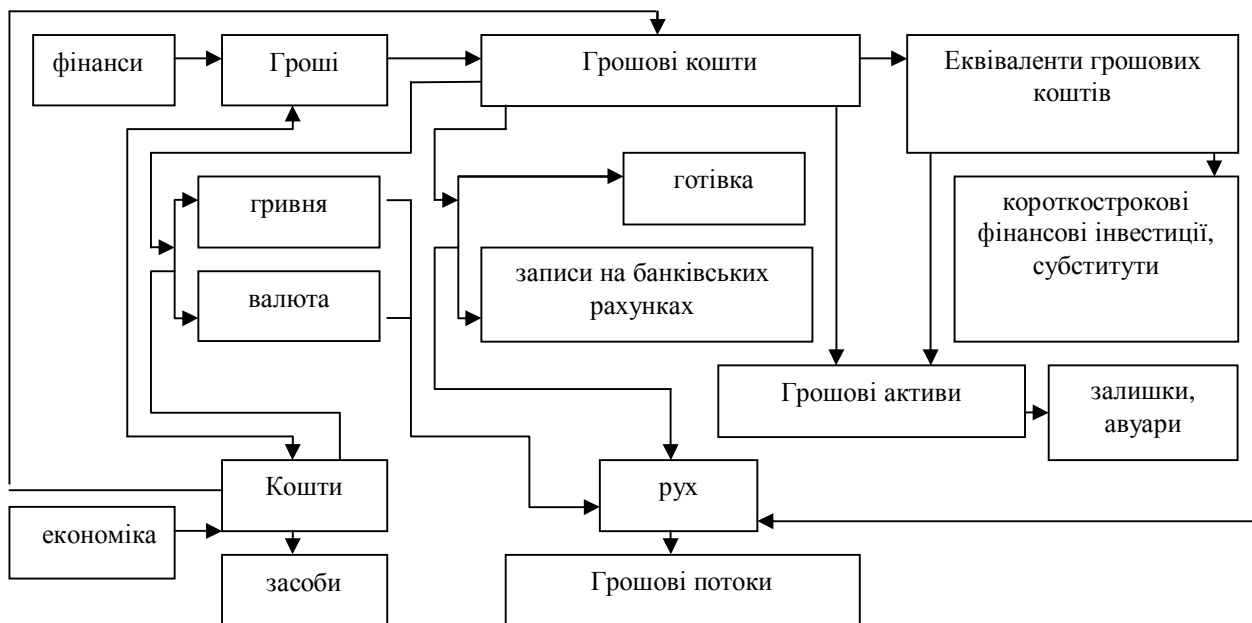 фінанси
Гроші
Грошові кошти
Еквіваленти грошових
коштів
готівка
гривня
короткострокові
фінансові інвестиції,
субститути
записи на банківських
рахунках
валюта
Грошові активи
залишки,
авуари
Кошти
рух
економіка
засоби
Грошові потоки